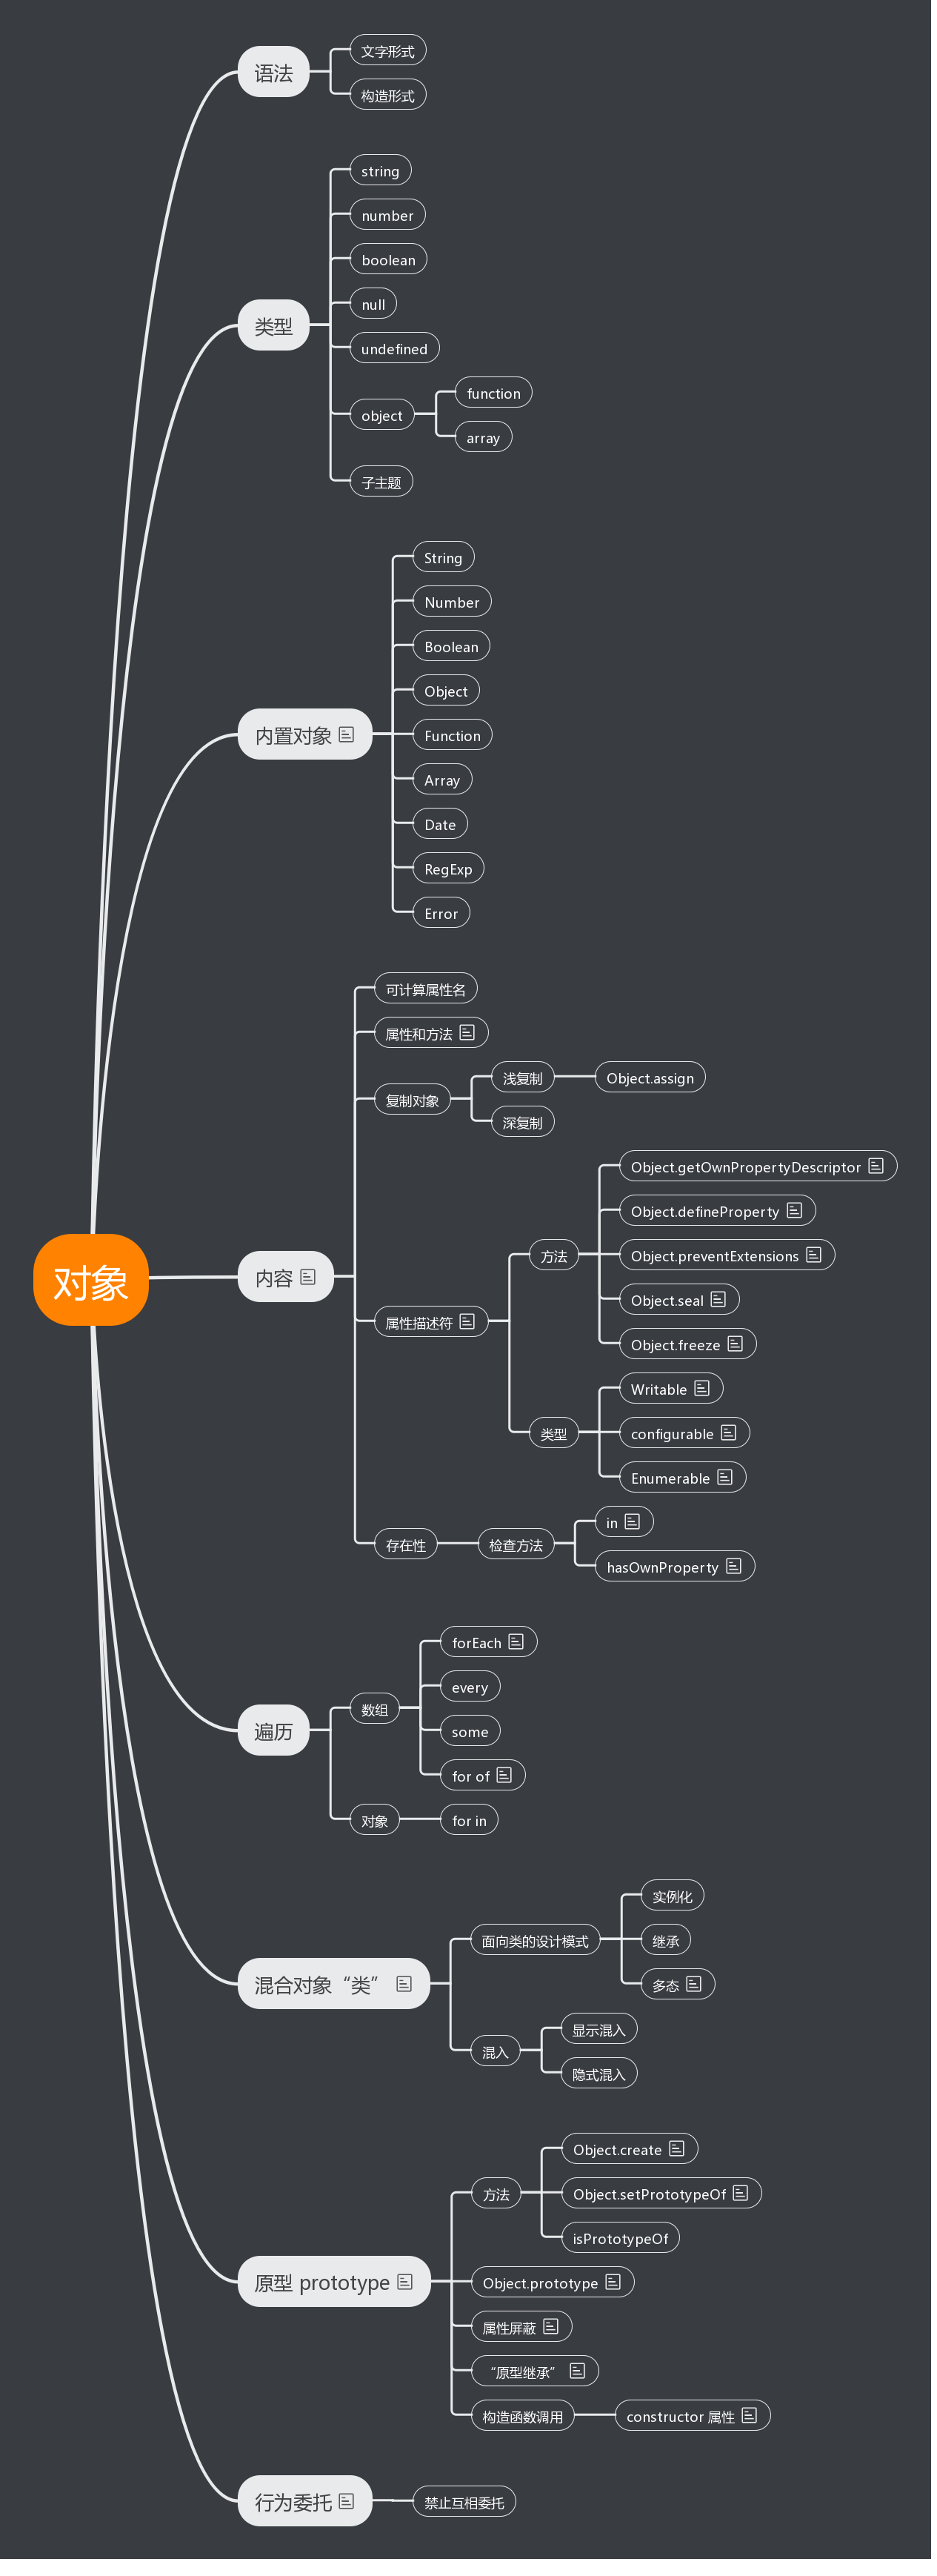 对象
语法
文字形式
构造形式
类型
string
number
boolean
null
undefined
object
function
array
子主题
内置对象
String
Number
Boolean
Object
Function
Array
Date
RegExp
Error
内容
可计算属性名
属性和方法
复制对象
浅复制
Object.assign
深复制
属性描述符
方法
Object.getOwnPropertyDescriptor
Object.defineProperty
Object.preventExtensions
Object.seal
Object.freeze
类型
Writable
configurable
Enumerable
存在性
检查方法
in
hasOwnProperty
遍历
数组
forEach
every
some
for of
对象
for in
混合对象“类”
面向类的设计模式
实例化
继承
多态
混入
显示混入
隐式混入
原型 prototype
方法
Object.create
Object.setPrototypeOf
isPrototypeOf
Object.prototype
属性屏蔽
“原型继承”
构造函数调用
constructor 属性
行为委托
禁止互相委托